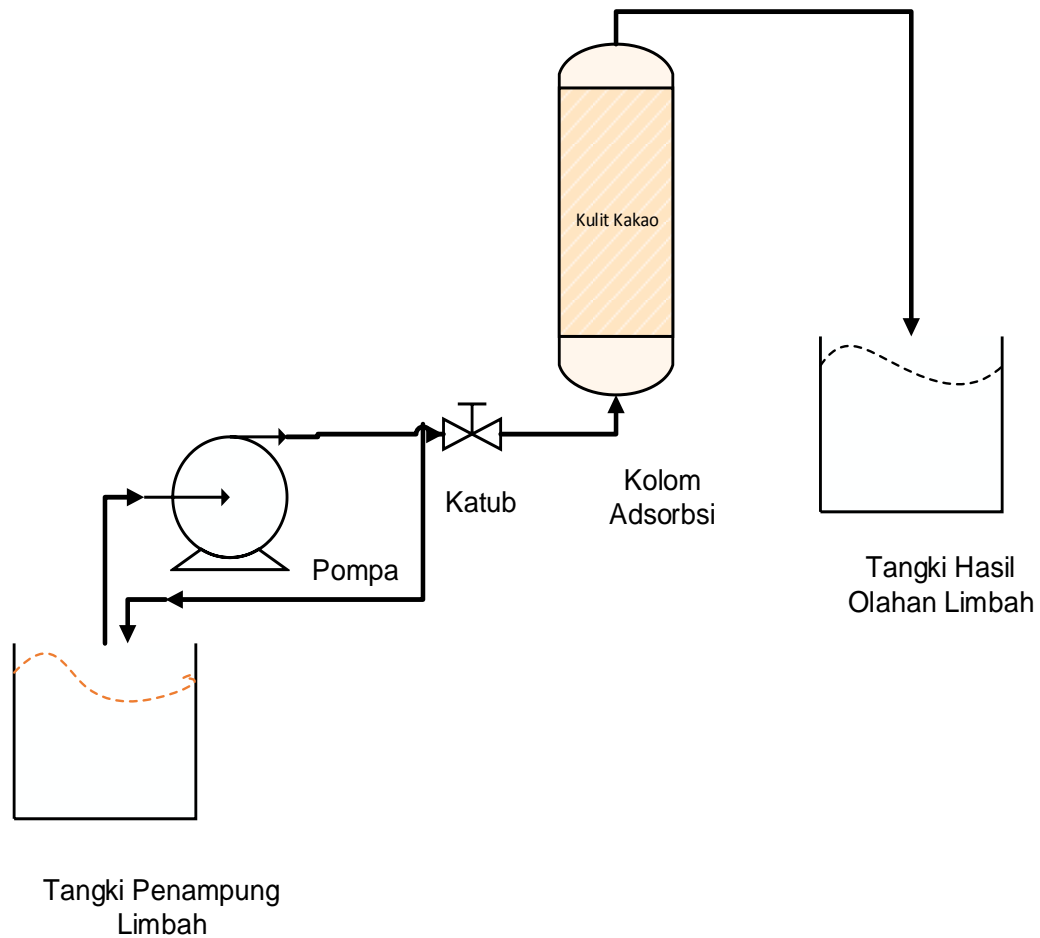 Kulit Kakao
Katub
Kolom
Adsorbsi
Pompa
Tangki Hasil
Olahan Limbah
Tangki Penampung
Limbah